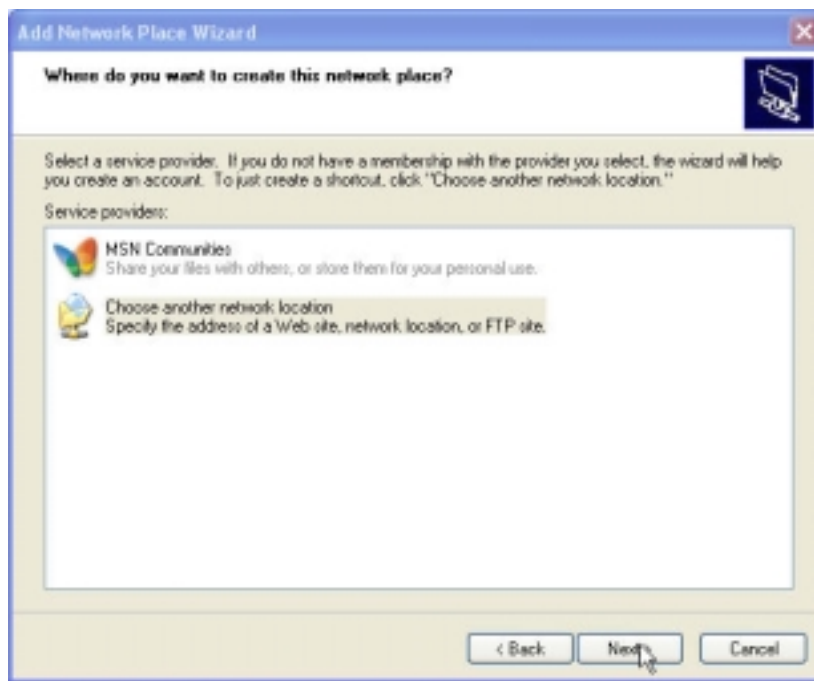 Add Network Place Wizard
Where do you want to create this network place?
Select a service provider. If you do not have a membership with the provider you select, the wizard will help
you create an account. To just create a shortcut, click "Choose another network location."
Service providers:
MSN Communities
Share your files with others, or store them for your personal use.
Choose another network location
Specify the address of a Web site, network location, or FTP site.
< Back
Next
Cancel